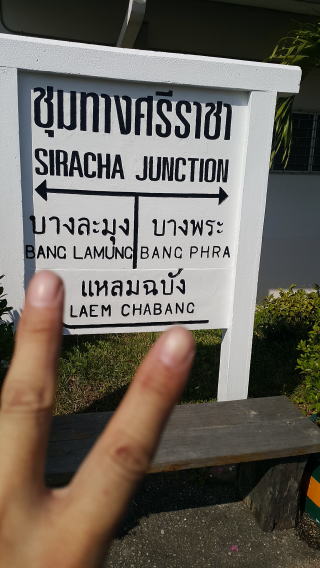 ชุมทางศรีราชา
SIRACHA JUNCTION
บางละมุง บางพระ
BANG LAMUNG BANG PHRA
แหลมฉบัง
LAEM CHABANG